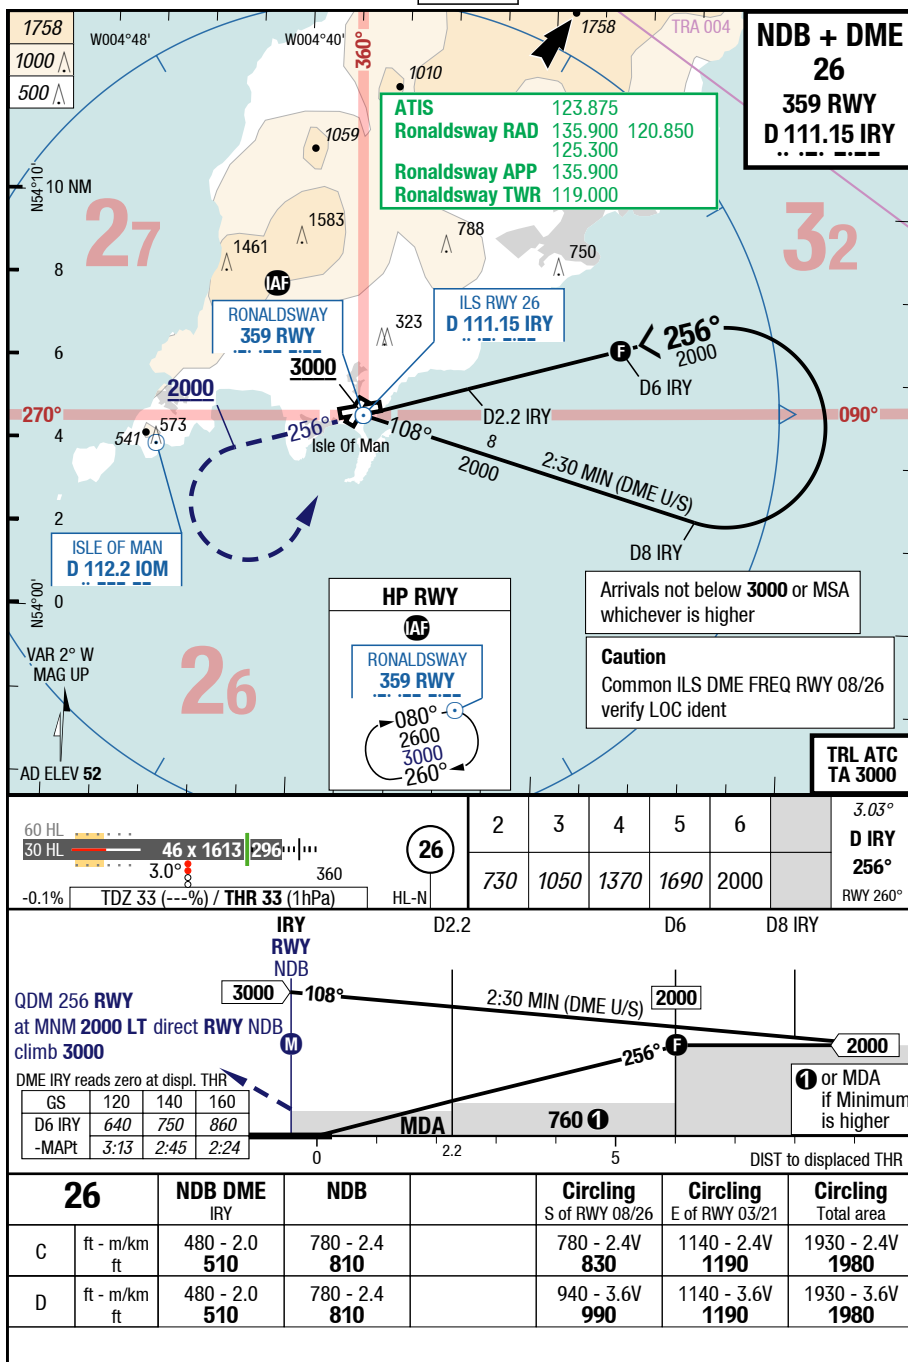 1758
1000
500
W004°48'
W004°40'
360°
1758
TRA 004
NDB + DME
26
359 RWY
D 111.15 IRY
1010
ATIS 123.875
Ronaldsway RAD 135.900 120.850
125.300
Ronaldsway APP 135.900
Ronaldsway TWR 119.000
1059
N54°10'
10 NM
27
32
1583
1461
788
750
8
IAF
RONALDSWAY
359 RWY
ILS RWY 26
D 111.15 IRY
323
6
3000
F
< 256°
2000
D6 IRY
2000
D2.2 IRY
270°
090°
256°
108°
Isle Of Man
573
541
4
8
2000
2:30 MIN (DME U/S)
2
D8 IRY
ISLE OF MAN
D 112.2 IOM
N54°00'
0
HP RWY
IAF
RONALDSWAY
359 RWY
080°
2600
3000
260°
Arrivals not below 3000 or MSA
whichever is higher
Caution
Common ILS DME FREQ RWY 08/26
verify LOC ident
VAR 2° W
MAG UP
26
AD ELEV 52
TRL ATC
TA 3000
60 HL
30 HL
46 x 1613 296
3.0°
360
-0.1%
TDZ 33 (---%) / THR 33 (1hPa)
HL-N
26
2 3 4 5 6
730 1050 1370 1690 2000
3.03°
D IRY
256°
RWY 260°
IRY
RWY
NDB
D2.2
D6
D8 IRY
3000
108°
2:30 MIN (DME U/S)
2000
QDM 256 RWY
at MNM 2000 LT direct RWY NDB
climb 3000
M
256°
F
2000
DME IRY reads zero at displ. THR
GS 120 140 160
D6 IRY 640 750 860
-MAPt 3:13 2:45 2:24
MDA
760 1
1 or MDA
if Minimum
is higher
0
2.2
5
DIST to displaced THR
26
NDB DME
IRY
NDB
Circling
S of RWY 08/26
Circling
E of RWY 03/21
Circling
Total area
C ft - m/km 480 - 2.0 780 - 2.4 780 - 2.4V 1140 - 2.4V 1930 - 2.4V
ft 510 810 830 1190 1980
D ft - m/km 480 - 2.0 780 - 2.4 940 - 3.6V 1140 - 3.6V 1930 - 3.6V
ft 510 810 990 1190 1980